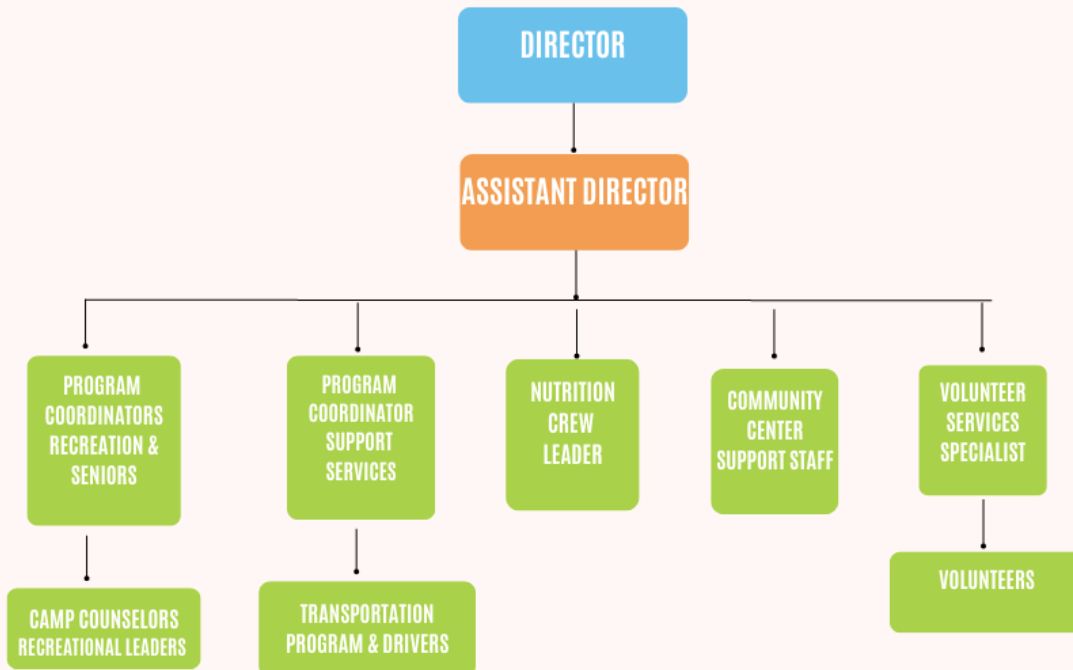 DIRECTOR
ASSISTANT DIRECTOR
PROGRAM
COORDINATORS
RECREATION &
SENIORS
PROGRAM
COORDINATOR
SUPPORT
SERVICES
NUTRITION
CREW
LEADER
COMMUNITY
CENTER
SUPPORT STAFF
VOLUNTEER
SERVICES
SPECIALIST
CAMP COUNSELORS
RECREATIONAL LEADERS
TRANSPORTATION
PROGRAM & DRIVERS
VOLUNTEERS